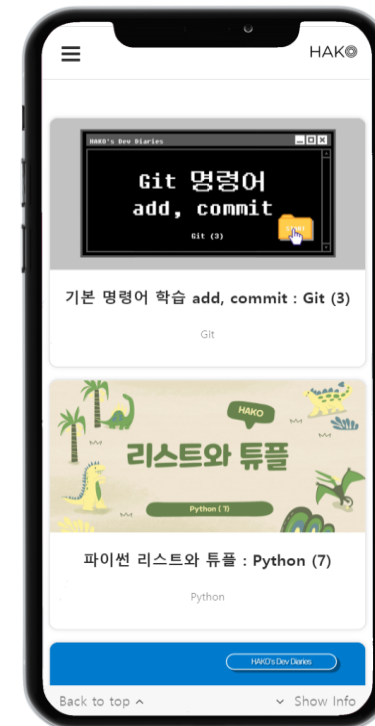 HAKO
HAKO's Dev Diaries
Git 명령어
add, commit
Git (3)
START
기본 명령어 학습 add, commit : Git (3)
Git
HAKO
리스트와 튜플
Python ( 7)
파이썬 리스트와 튜플 : Python (7)
Python
HAKO's Dev Diaries
Back to top
Show Info